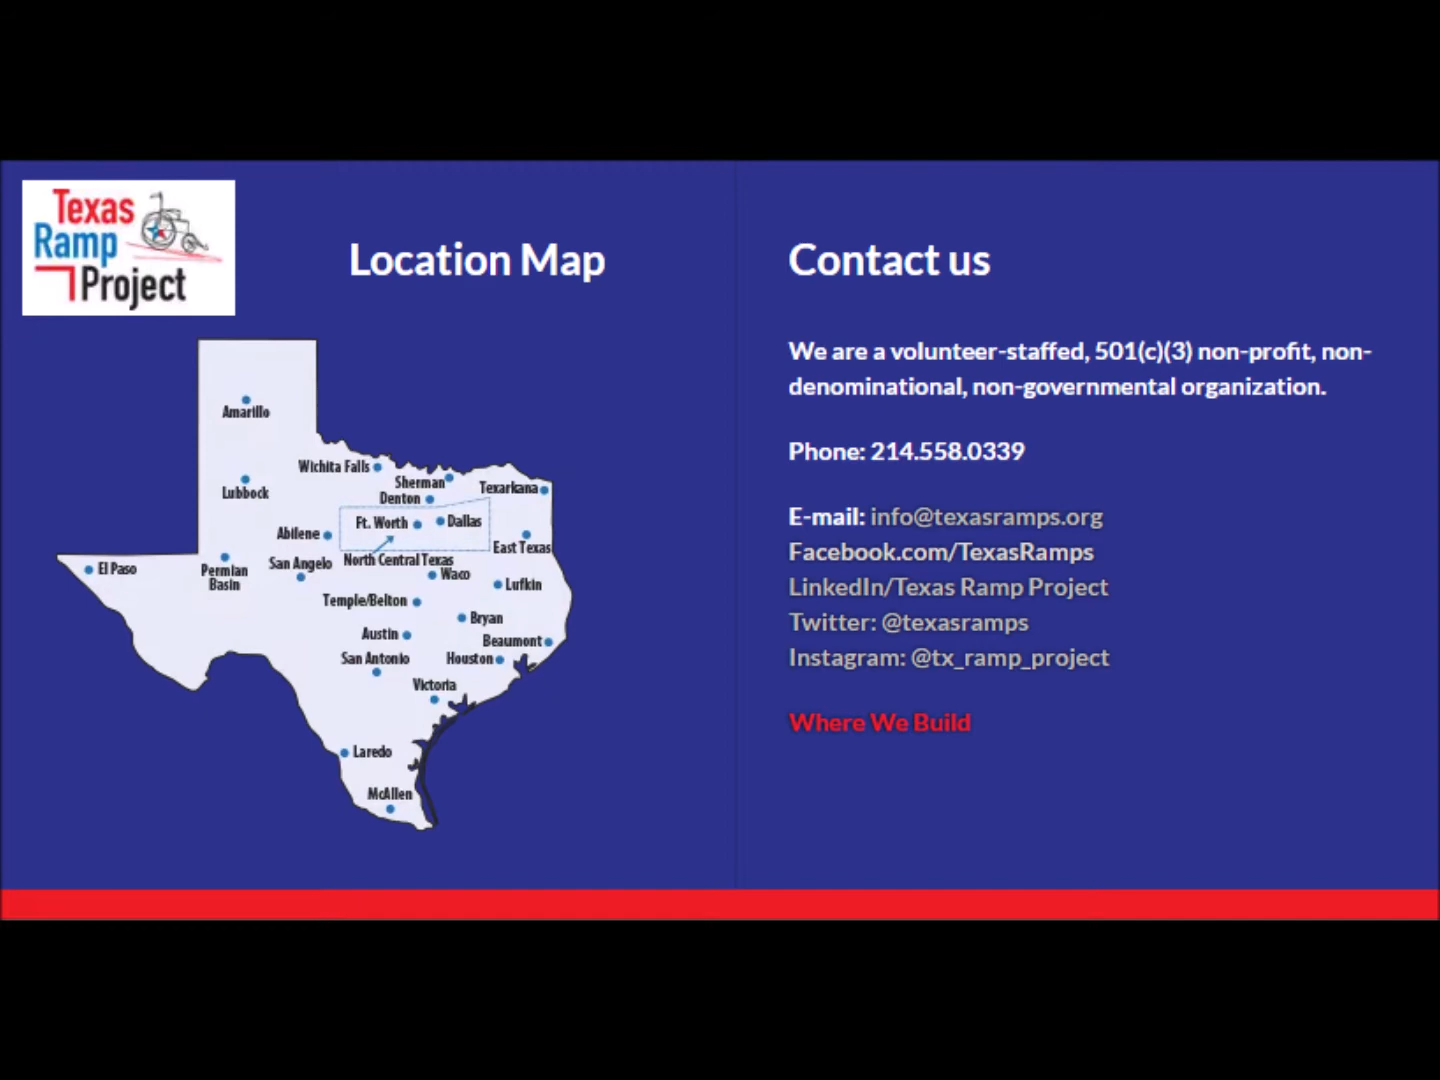 Texas
Ramp
Project
Location Map
Amarillo
Wichita Falls
Sherman
Lubbock
Denton
Texarkana
Ft. Worth
Dallas
Abilene
East Texas
El Paso
Permian
Basin
San Angelo
North Central Texas
Waco
Lufkin
Temple/Belton
Bryan
Austin
Beaumont
San Antonio
Houston
Victoria
Laredo
McAllen
Contact us
We are a volunteer-staffed, 501(c)(3) non-profit, non-
denominational, non-governmental organization.
Phone: 214.558.0339
E-mail: info@texasramps.org
Facebook.com/TexasRamps
LinkedIn/Texas Ramp Project
Twitter: @texasramps
Instagram: @tx_ramp_project
Where We Build